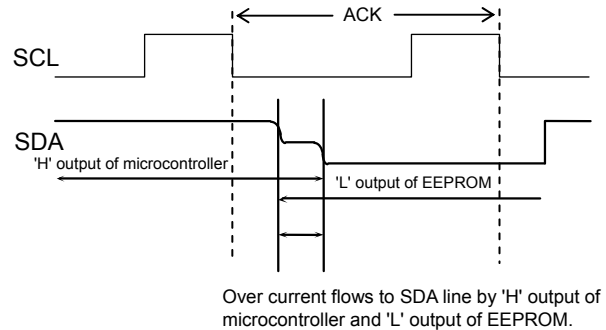 ACK
SCL
SDA
'H' output of microcontroller
'L' output of EEPROM
Over current flows to SDA line by 'H' output of
microcontroller and 'L' output of EEPROM.